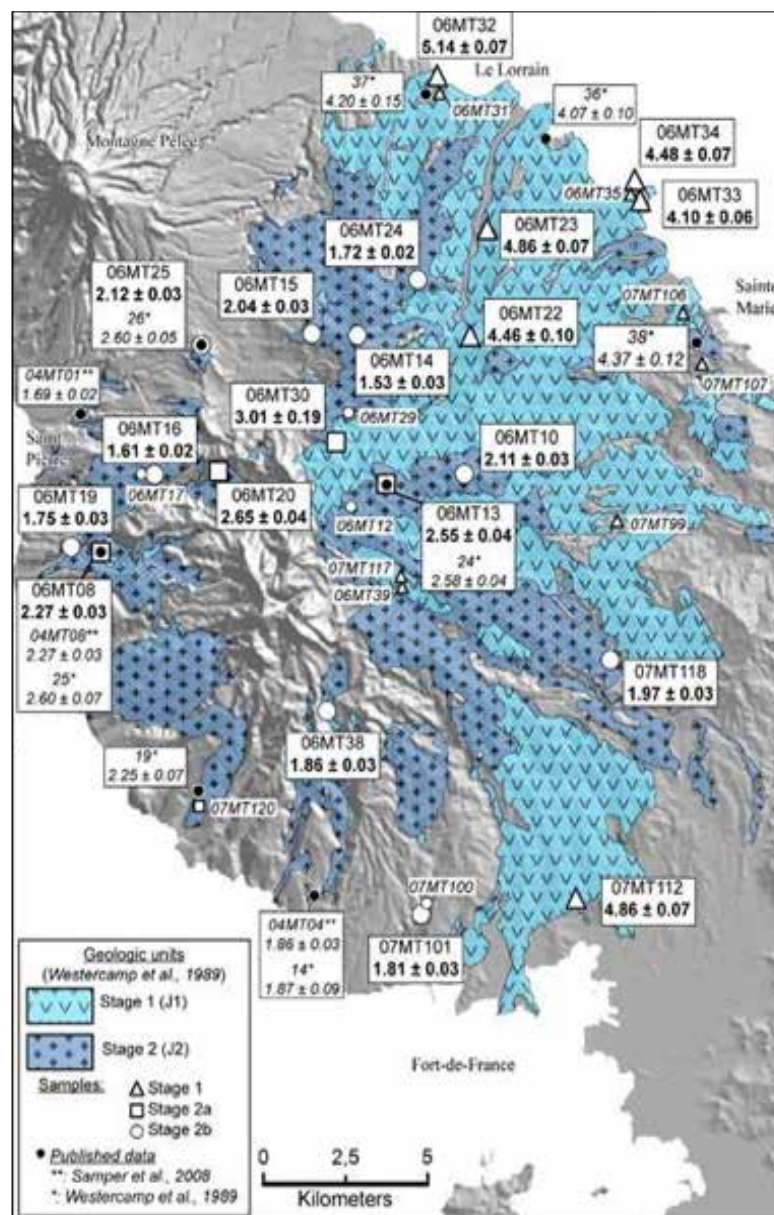 06MT32
5.14 ± 0.07
Le Lorrain
37*
4.20 ± 0.15
06MT31
36*
4.07 ± 0.10
Montagne Pelée
06MT34
4.48 ± 0.07
06MT35
06MT33
4.10 ± 0.06
06MT23
4.86 ± 0.07
06MT24
1.72 ± 0.02
06MT25
2.12 ± 0.03
26*
2.60 ± 0.05
06MT15
2.04 ± 0.03
06MT22
4.46 ± 0.10
07MT106
Sainte
Marie
38*
4.37 ± 0.12
07MT107
06MT14
1.53 ± 0.03
04MT01**
1.69 ± 0.02
06MT30
3.01 ± 0.19
06MT29
Saint
Pierre
06MT16
1.61 ± 0.02
06MT17
06MT10
2.11 ± 0.03
06MT19
1.75 ± 0.03
06MT20
2.65 ± 0.04
06MT12
06MT13
2.55 ± 0.04
24*
2.58 ± 0.04
07MT99
07MT117
06MT39
06MT08
2.27 ± 0.03
04MT08**
2.27 ± 0.03
25*
2.60 ± 0.07
07MT118
1.97 ± 0.03
06MT38
1.86 ± 0.03
19*
2.25 ± 0.07
07MT120
07MT100
07MT112
4.86 ± 0.07
04MT04**
1.86 ± 0.03
14*
1.87 ± 0.09
07MT101
1.81 ± 0.03
Geologic units
(Westercamp et al., 1989)
Stage 1 (J1)
Stage 2 (J2)
Samples:
Stage 1
Stage 2a
Stage 2b
Published data
**: Samper et al., 2008
*: Westercamp et al., 1989
Fort-de-France
0 2,5 5
Kilometers